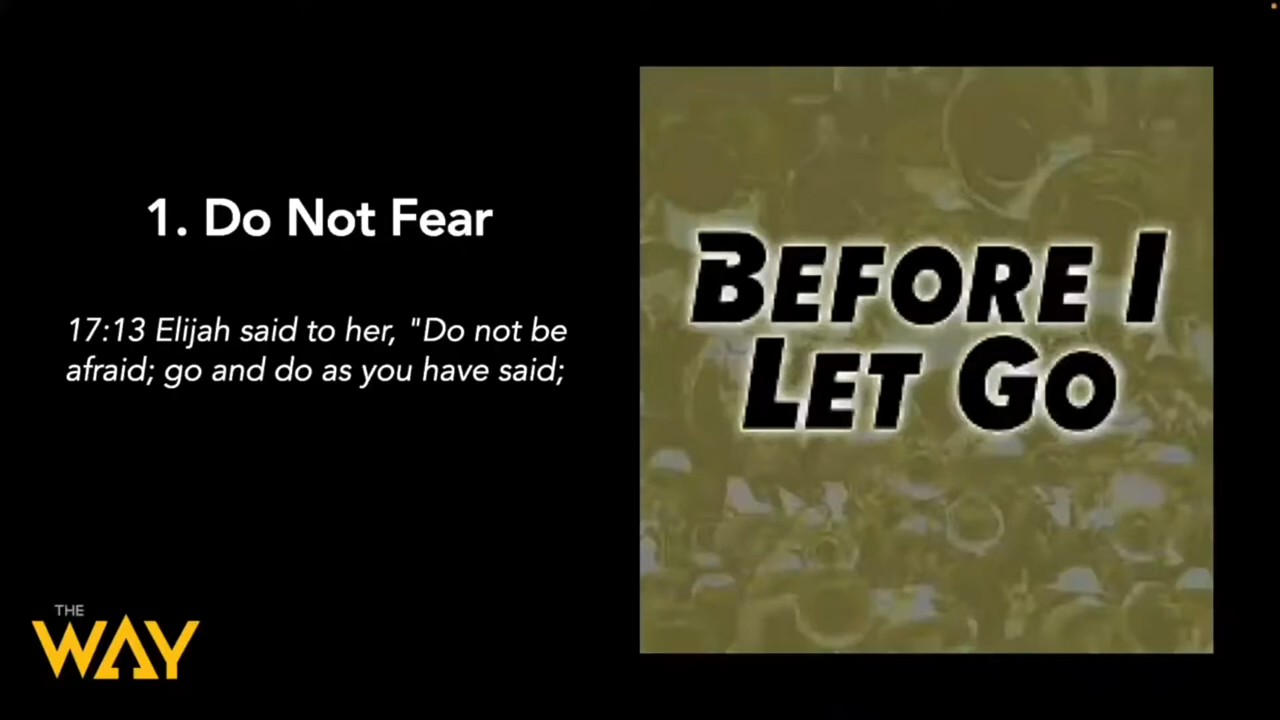 1. Do Not Fear
17:13 Elijah said to her, "Do not be
afraid; go and do as you have said;
BEFORE I
LET GO
THE
WAY